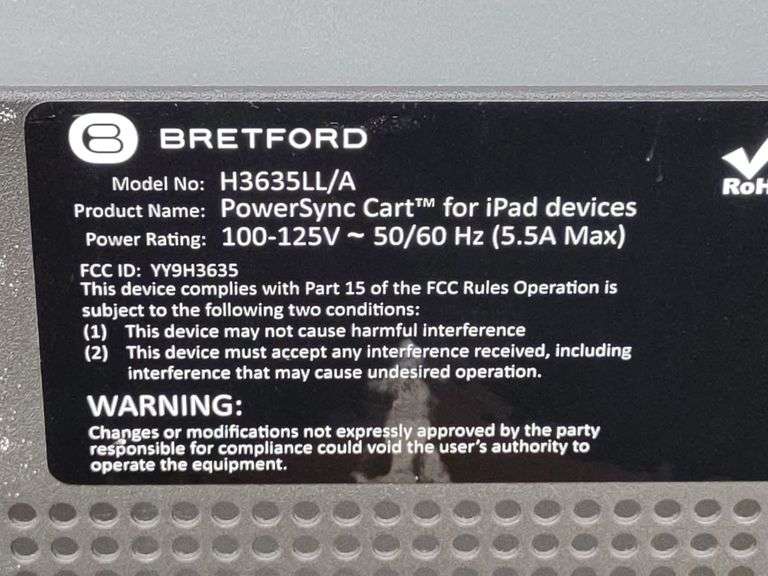 BRETFORD
Model No: H3635LL/A
Product Name: PowerSync Cart™ for iPad devices
Power Rating: 100-125V ~ 50/60 Hz (5.5A Max)
FCC ID: YY9H3635
This device complies with Part 15 of the FCC Rules Operation is
subject to the following two conditions:
(1) This device may not cause harmful interference
(2) This device must accept any interference received, including
interference that may cause undesired operation.
WARNING:
Changes or modifications not expressly approved by the party
responsible for compliance could void the user's authority to
operate the equipment.